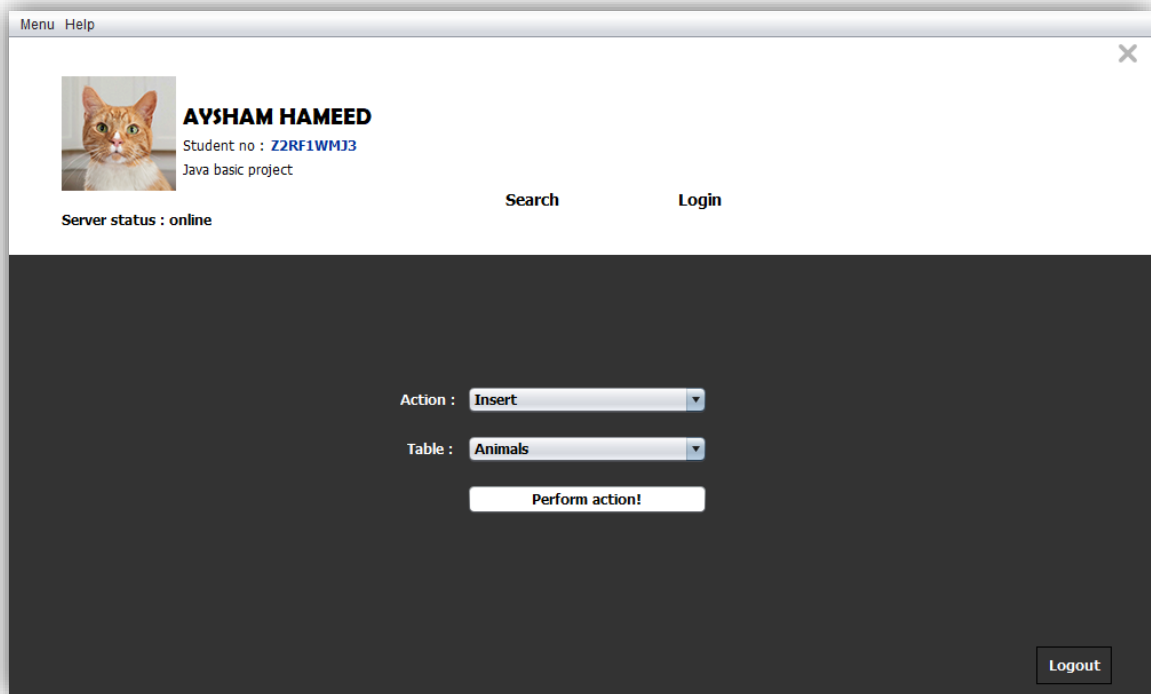 Menu Help
AYSHAM HAMEED
Student no : Z2RF1WMJ3
Java basic project
Search Login
Server status : online
Action : Insert
Table : Animals
Perform action!
Logout